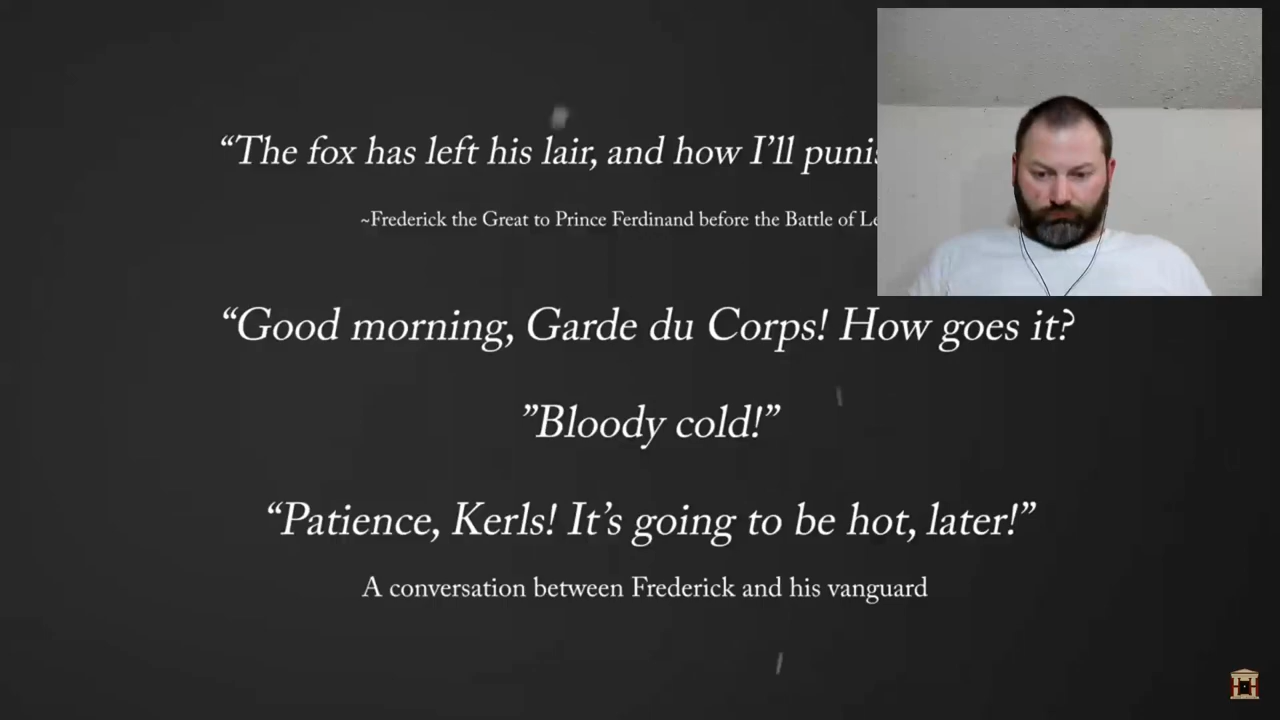 “The fox has left his lair, and how I’ll
~Frederick the Great to Prince Ferdinand before the Battle of
“Good morning, Garde du Corps! How goes it?
”Bloody cold!”
“Patience, Kerls! It’s going to be hot, later!”
A conversation between Frederick and his vanguard